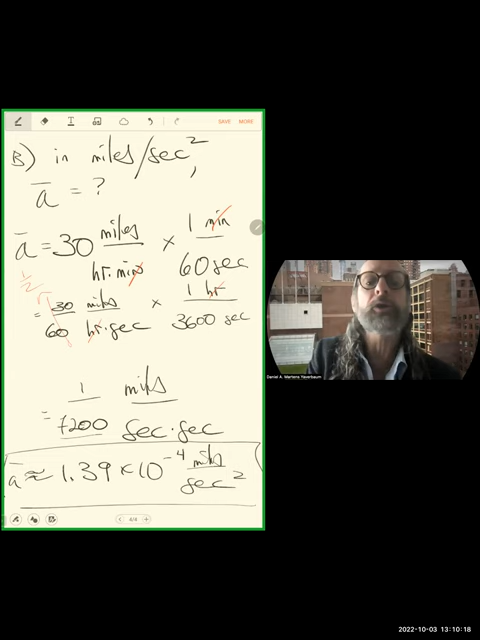 SAVE MORE
B) in miles/sec²,
a̅ = ?
a̅ = 30 miles/hr·min × 1 min/60 sec
1/2
= 30/60 miles/hr·sec × 1 hr/3600 sec
= 1/7200 miles/sec·sec
a̅ ≈ 1.39 × 10⁻⁴ miles/sec²
4/4
Daniel A. Martens Yaverbaum
2022-10-03 13:10:18